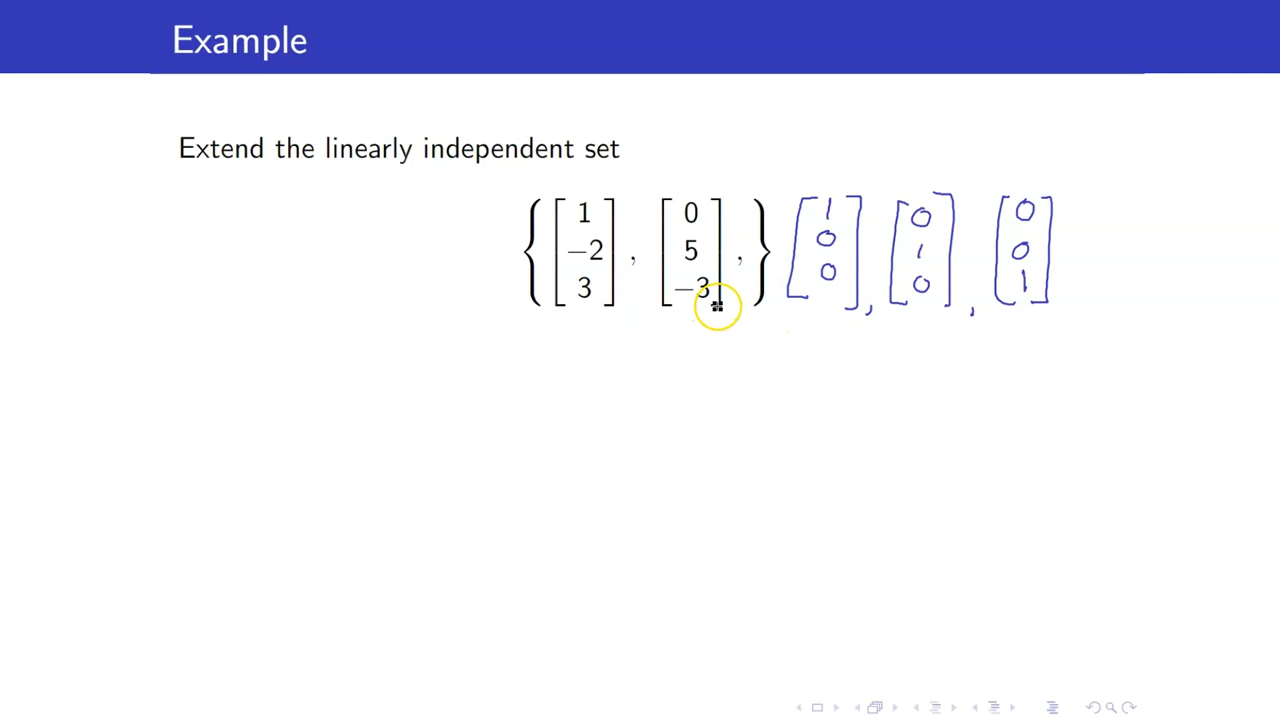 Example
Extend the linearly independent set
{ [ 1 −2 3 ] , [ 0 5 −3 ] , } [ 1 0 0 ] , [ 0 1 0 ] , [ 0 0 1 ]